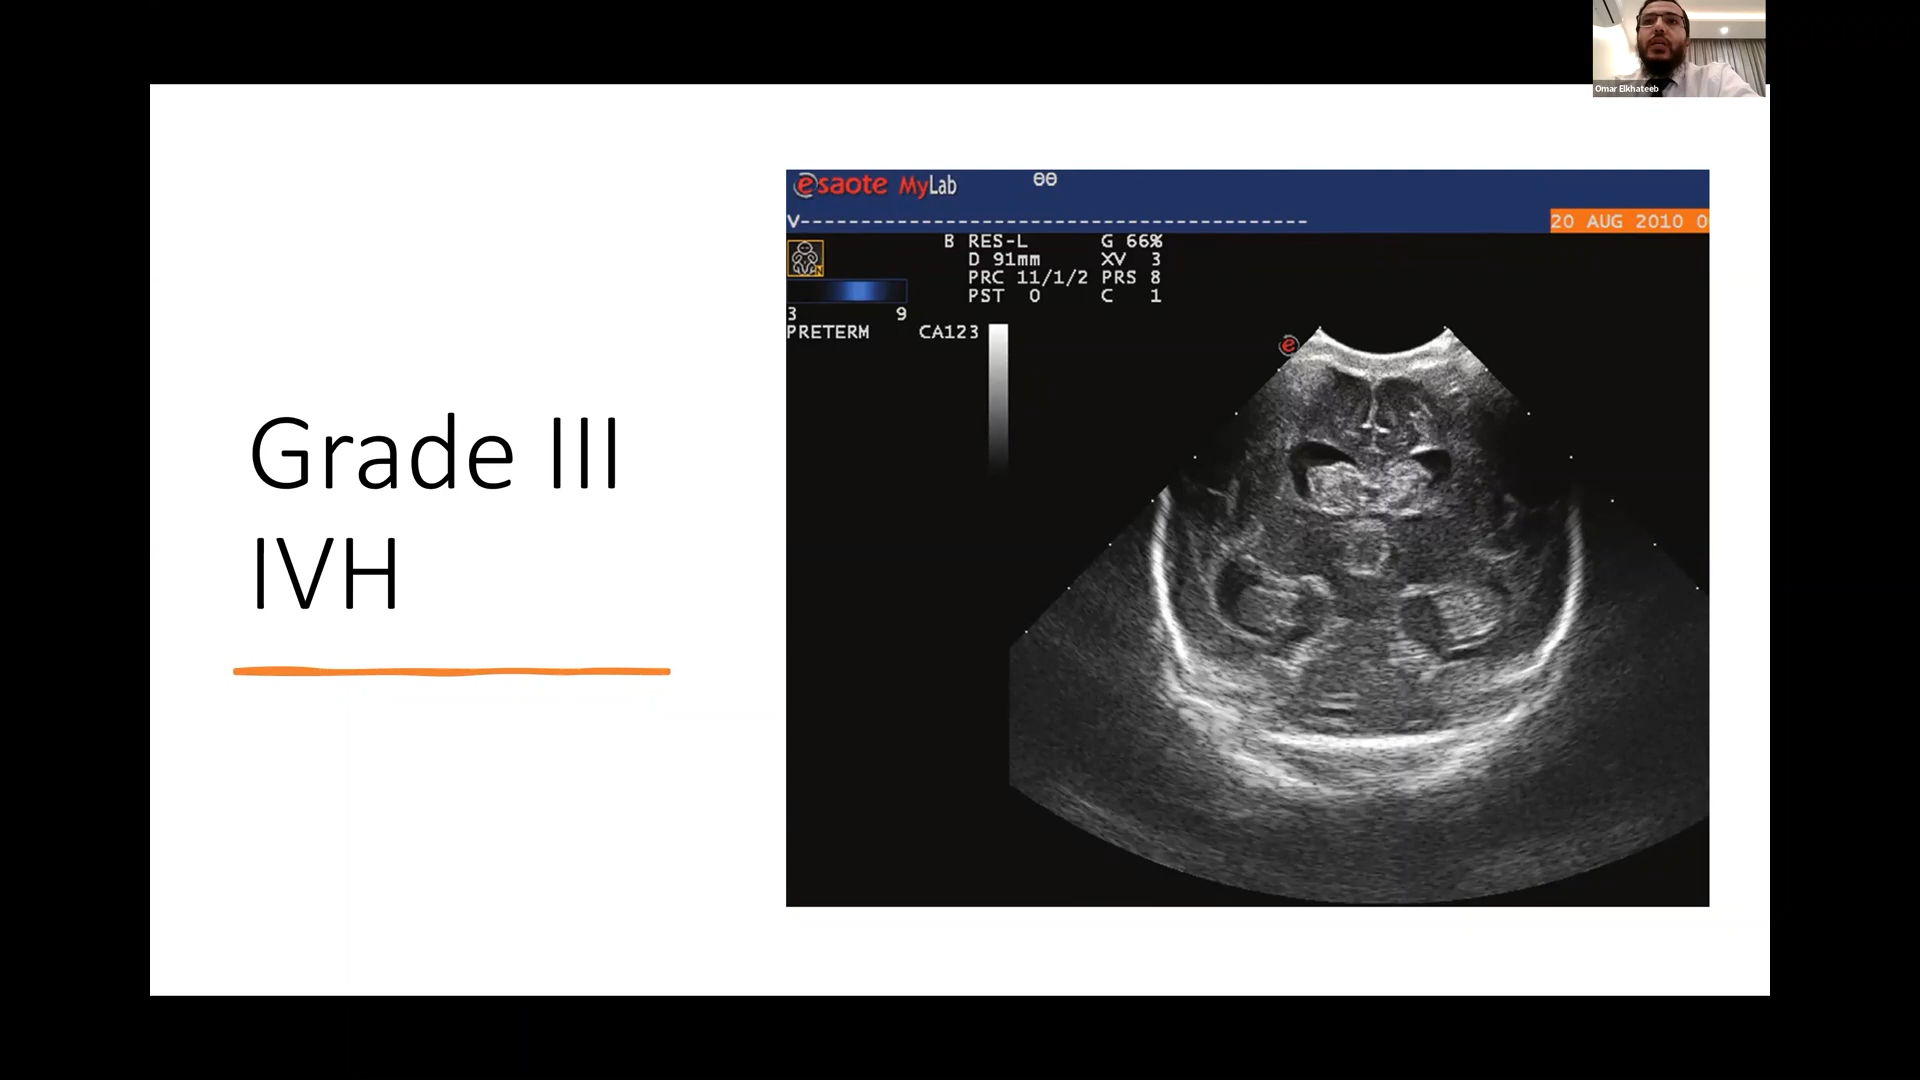 Omar Elkhateeb
esaote MyLab
V
20 AUG 2010 0
B RES-L G 66%
D 91mm XV 3
PRC 11/1/2 PRS 8
PST 0 C 1
3 9
PRETERM CA123
Grade III
IVH